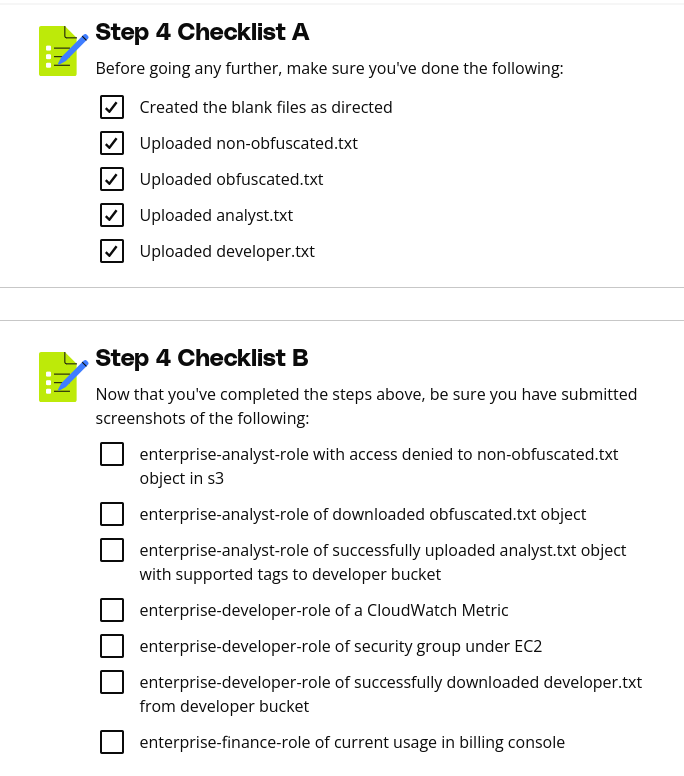 Step 4 Checklist A
Before going any further, make sure you've done the following:
Created the blank files as directed
Uploaded non-obfuscated.txt
Uploaded obfuscated.txt
Uploaded analyst.txt
Uploaded developer.txt
Step 4 Checklist B
Now that you've completed the steps above, be sure you have submitted
screenshots of the following:
enterprise-analyst-role with access denied to non-obfuscated.txt
object in s3
enterprise-analyst-role of downloaded obfuscated.txt object
enterprise-analyst-role of successfully uploaded analyst.txt object
with supported tags to developer bucket
enterprise-developer-role of a CloudWatch Metric
enterprise-developer-role of security group under EC2
enterprise-developer-role of successfully downloaded developer.txt
from developer bucket
enterprise-finance-role of current usage in billing console